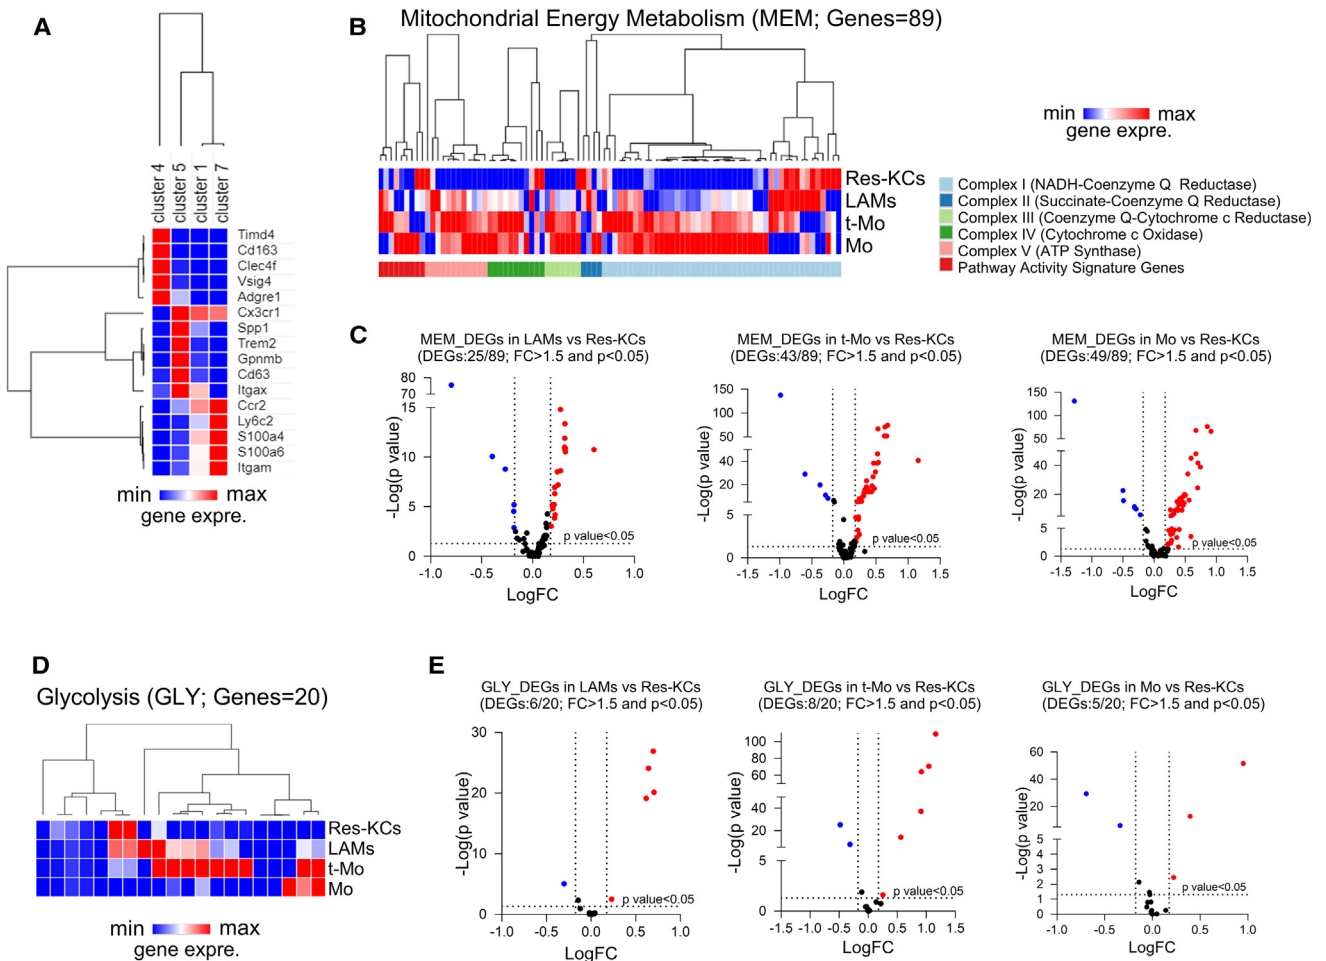 A
cluster 4
cluster 5
cluster 1
cluster 7
Timd4
Cd163
Clec4f
Vsig4
Adgre1
Cx3cr1
Spp1
Trem2
Gpnmb
Cd63
Itgax
Ccr2
Ly6c2
S100a4
S100a6
Itgam
min max
gene expre.
B
Mitochondrial Energy Metabolism (MEM; Genes=89)
Res-KCs
LAMs
t-Mo
Mo
min max
gene expre.
Complex I (NADH-Coenzyme Q Reductase)
Complex II (Succinate-Coenzyme Q Reductase)
Complex III (Coenzyme Q-Cytochrome c Reductase)
Complex IV (Cytochrome c Oxidase)
Complex V (ATP Synthase)
Pathway Activity Signature Genes
C
MEM_DEGs in LAMs vs Res-KCs
(DEGs:25/89; FC>1.5 and p<0.05)
80
70
15
10
5
0
-Log(p value)
p value<0.05
-1.0 -0.5 0.0 0.5 1.0
LogFC
MEM_DEGs in t-Mo vs Res-KCs
(DEGs:43/89; FC>1.5 and p<0.05)
150
100
50
40
20
5
0
-Log(p value)
p value<0.05
-1.5 -1.0 -0.5 0.0 0.5 1.0 1.5
LogFC
MEM_DEGs in Mo vs Res-KCs
(DEGs:49/89; FC>1.5 and p<0.05)
150
100
50
40
20
5
0
-Log(p value)
p value<0.05
-1.5 -1.0 -0.5 0.0 0.5 1.0 1.5
LogFC
D
Glycolysis (GLY; Genes=20)
Res-KCs
LAMs
t-Mo
Mo
min max
gene expre.
E
GLY_DEGs in LAMs vs Res-KCs
(DEGs:6/20; FC>1.5 and p<0.05)
30
20
10
0
-Log(p value)
p value<0.05
-1.0 -0.5 0.0 0.5 1.0
LogFC
GLY_DEGs in t-Mo vs Res-KCs
(DEGs:8/20; FC>1.5 and p<0.05)
100
80
60
40
20
5
0
-Log(p value)
p value<0.05
-1.5 -1.0 -0.5 0.0 0.5 1.0 1.5
LogFC
GLY_DEGs in Mo vs Res-KCs
(DEGs:5/20; FC>1.5 and p<0.05)
60
40
20
5
4
3
2
1
0
-Log(p value)
p value<0.05
-1.0 -0.5 0.0 0.5 1.0
LogFC